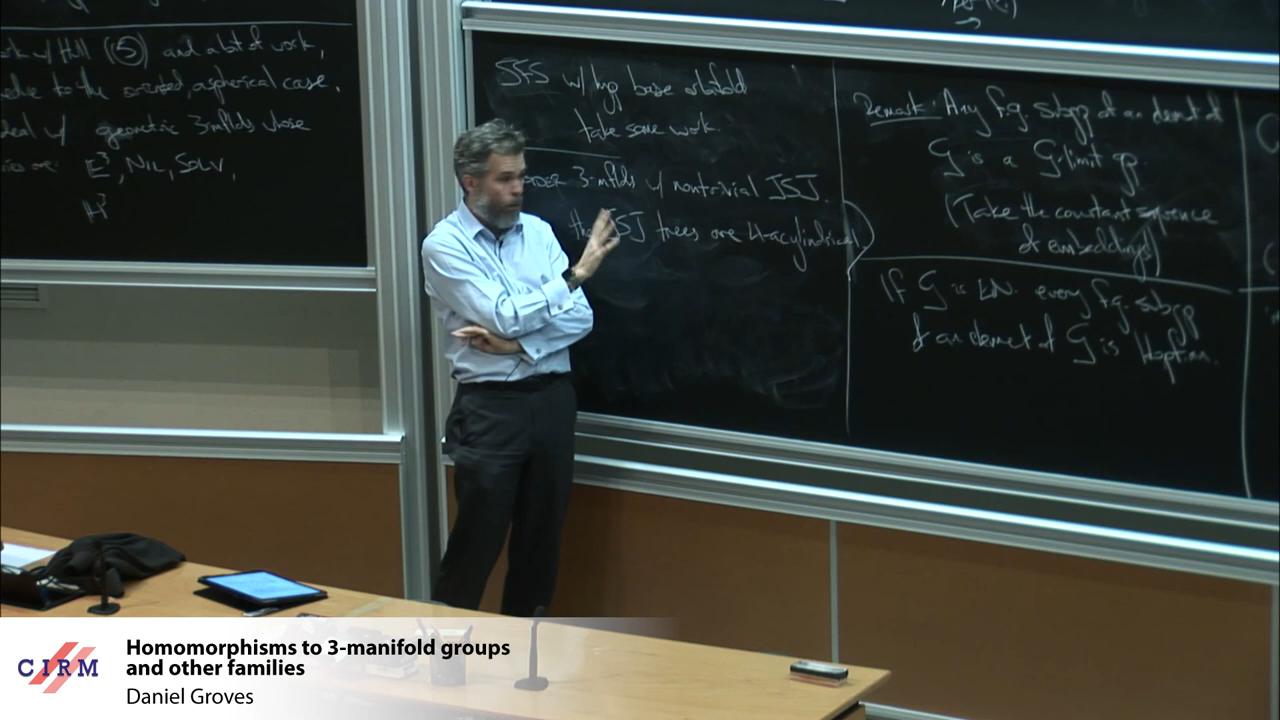 (5) and a bit of work,
to the oriented, aspherical case.
deal w/ geometric 3-mflds whose
E³, NIL, SOLV,
H³
SFS w/ hyp base orbifold
take some work.
3-mflds w/ nontrivial JSJ.
the JSJ trees are 4-acylindrical
Remark: Any f.g. subgp of an element of
G is a G-limit gp.
(Take the constant sequence
of embeddings)
If G is EN. every f.g. subgp
of an element of G is Hopfian.
CIRM
Homomorphisms to 3-manifold groups
and other families
Daniel Groves